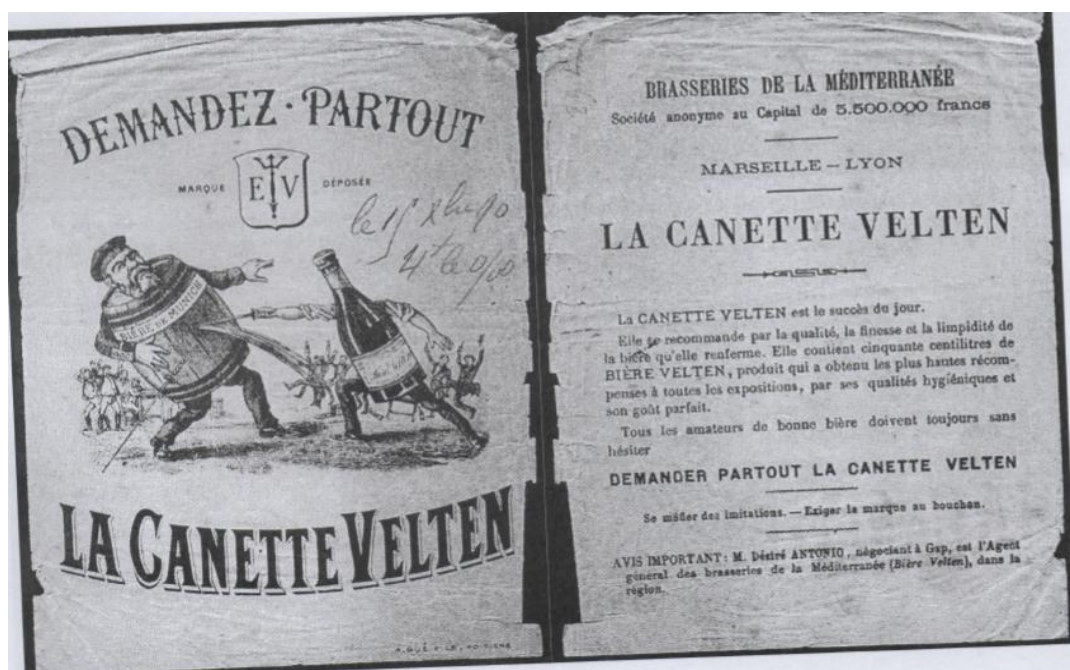 DEMANDEZ · PARTOUT
MARQUE E V DÉPOSÉE
le 15
BIÈRE DE MUNICH
LA CANETTE VELTEN
BRASSERIES DE LA MÉDITERRANÉE
Société anonyme au Capital de 5.500.000 francs
MARSEILLE – LYON
LA CANETTE VELTEN
La CANETTE VELTEN est le succès du jour.
Elle se recommande par la qualité, la finesse et la limpidité de
la bière qu'elle renferme. Elle contient cinquante centilitres de
BIÈRE VELTEN, produit qui a obtenu les plus hautes récom-
penses à toutes les expositions, par ses qualités hygiéniques et
son goût parfait.
Tous les amateurs de bonne bière doivent toujours sans
hésiter
DEMANDER PARTOUT LA CANETTE VELTEN
Se méfier des imitations. — Exiger la marque au bouchon.
AVIS IMPORTANT : M. Désiré ANTONIO, négociant à Gap, est l'Agent
général des brasseries de la Méditerranée (Bière Velten), dans la
région.